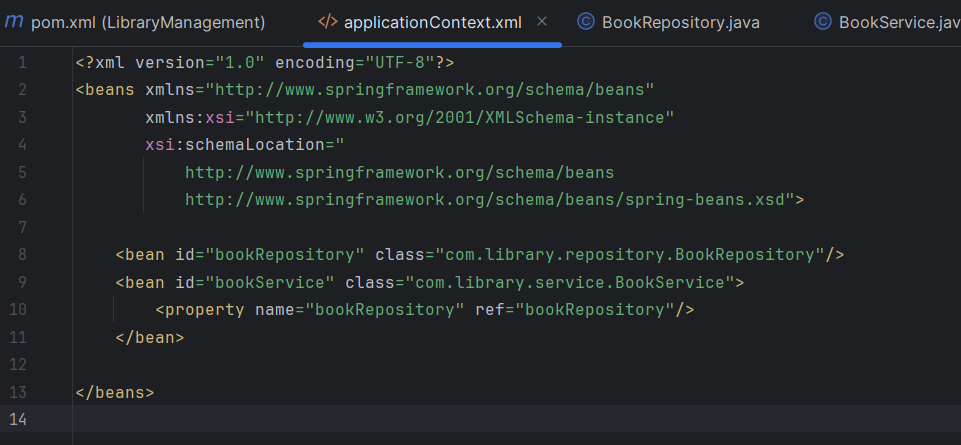 m pom.xml (LibraryManagement) </> applicationContext.xml × © BookRepository.java © BookService.jav
1 <?xml version="1.0" encoding="UTF-8"?>
2 <beans xmlns="http://www.springframework.org/schema/beans"
3 xmlns:xsi="http://www.w3.org/2001/XMLSchema-instance"
4 xsi:schemaLocation="
5 http://www.springframework.org/schema/beans
6 http://www.springframework.org/schema/beans/spring-beans.xsd">
7
8 <bean id="bookRepository" class="com.library.repository.BookRepository"/>
9 <bean id="bookService" class="com.library.service.BookService">
10 <property name="bookRepository" ref="bookRepository"/>
11 </bean>
12
13 </beans>
14